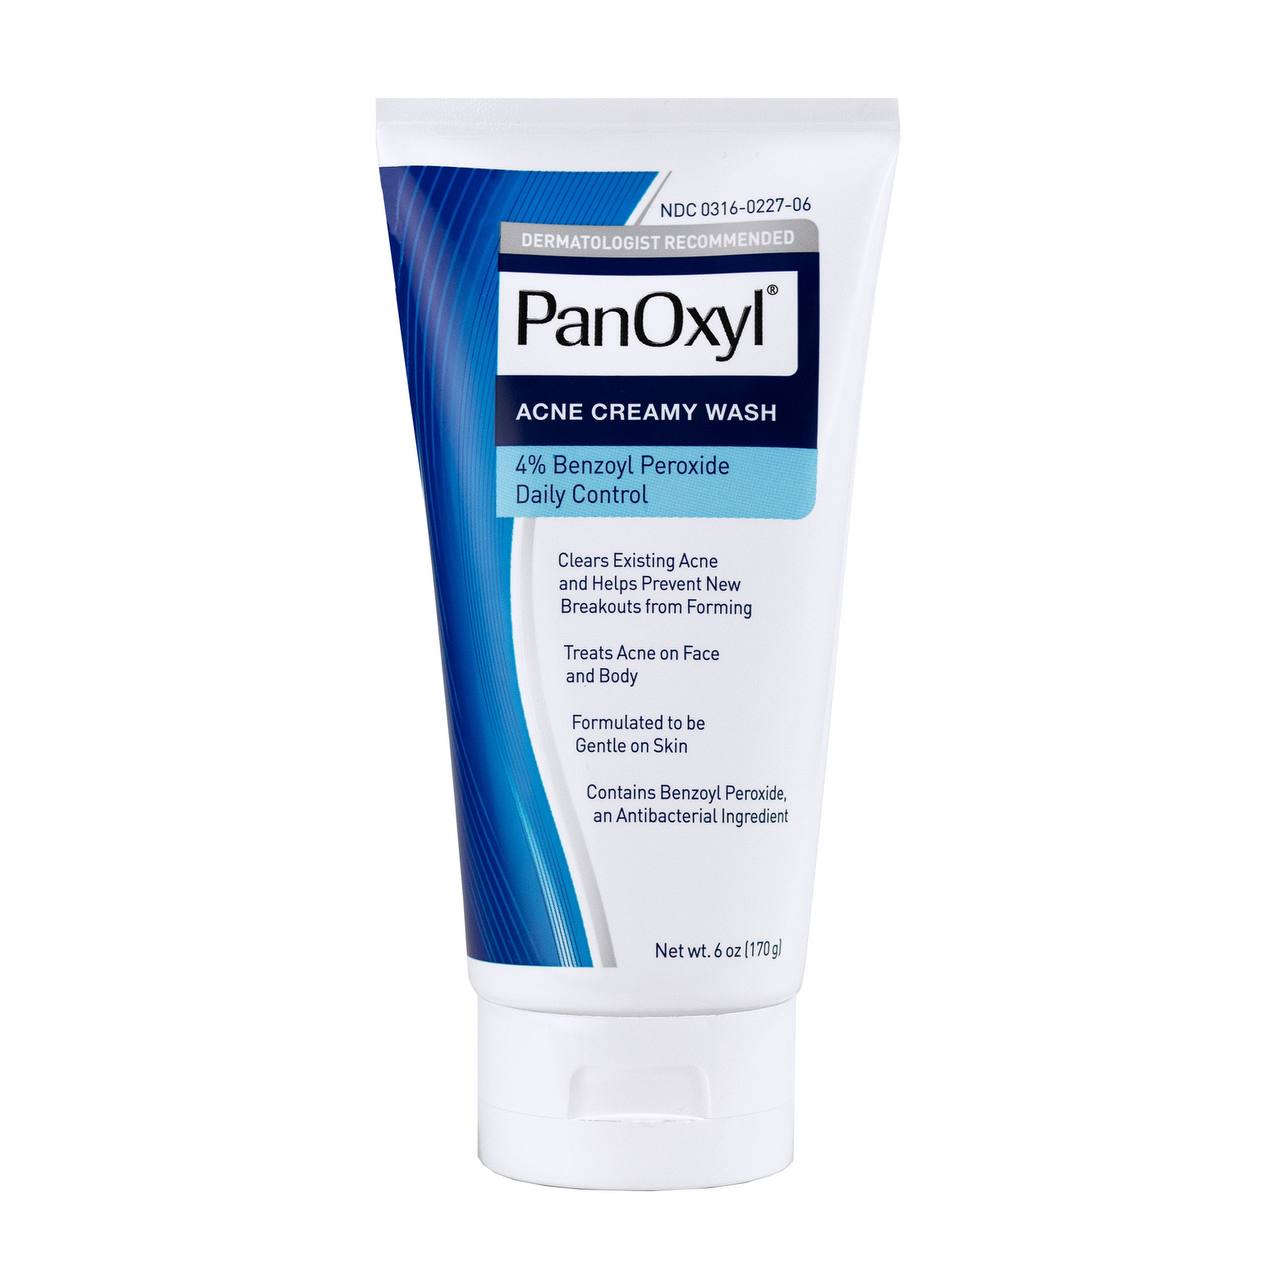 NDC 0316-0227-06
DERMATOLOGIST RECOMMENDED
PanOxyl®
ACNE CREAMY WASH
4% Benzoyl Peroxide
Daily Control
Clears Existing Acne
and Helps Prevent New
Breakouts from Forming
Treats Acne on Face
and Body
Formulated to be
Gentle on Skin
Contains Benzoyl Peroxide,
an Antibacterial Ingredient
Net wt. 6 oz (170 g)